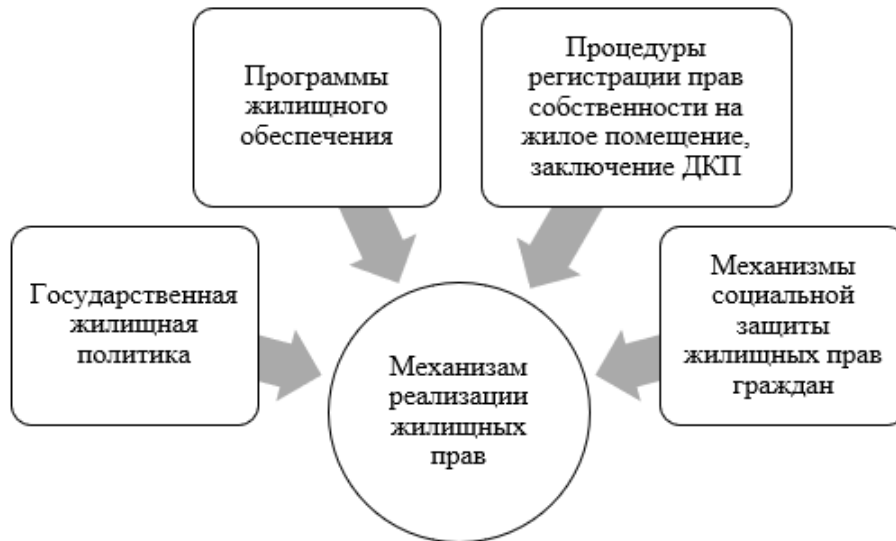 Программы
жилищного
обеспечения
Процедуры
регистрации прав
собственности на
жилое помещение,
заключение ДКП
Государственная
жилищная
политика
Механизмы
социальной
защиты
жилищных прав
граждан
Механизам
реализации
жилищных
прав